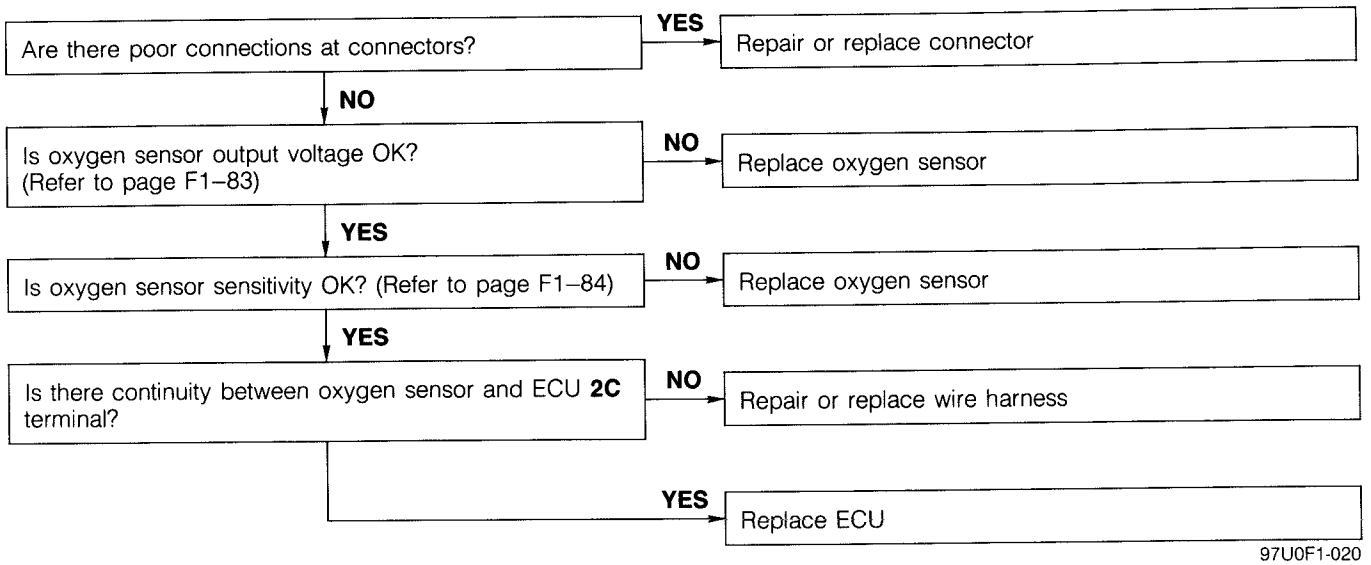 Are there poor connections at connectors?
YES
Repair or replace connector
NO
Is oxygen sensor output voltage OK?
(Refer to page F1–83)
NO
Replace oxygen sensor
YES
Is oxygen sensor sensitivity OK? (Refer to page F1–84)
NO
Replace oxygen sensor
YES
Is there continuity between oxygen sensor and ECU 2C
terminal?
NO
Repair or replace wire harness
YES
Replace ECU
97U0F1-020